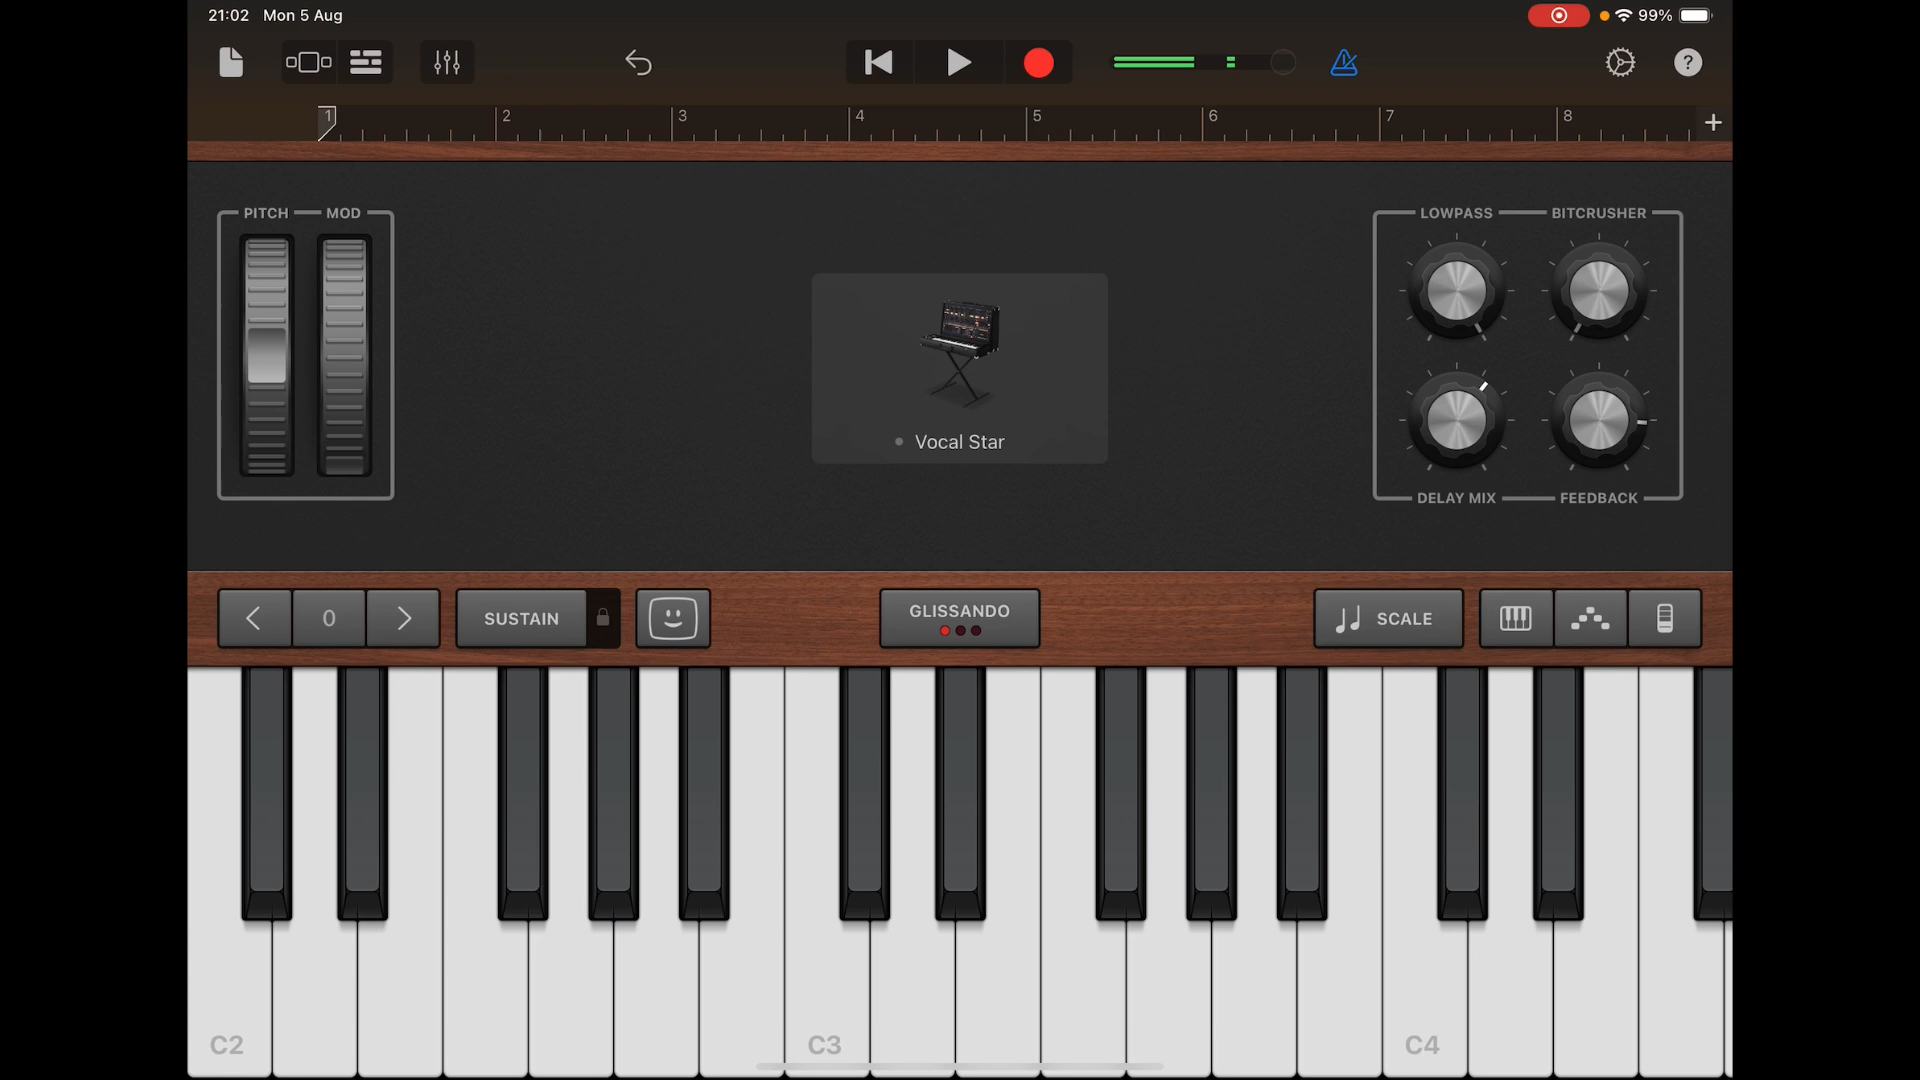 21:02 Mon 5 Aug 99%
?
1 2 3 4 5 6 7 8 +
PITCH MOD LOWPASS BITCRUSHER
Vocal Star
DELAY MIX FEEDBACK
0 SUSTAIN GLISSANDO SCALE
C2 C3 C4